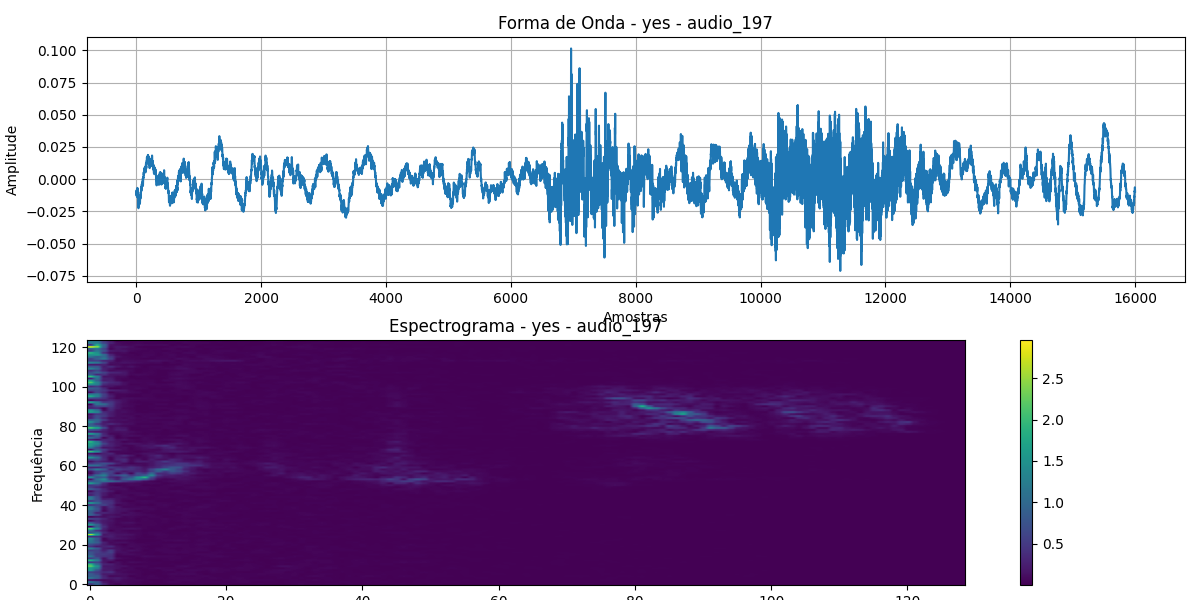 Forma de Onda - yes - audio_197
Amplitude
0.100
0.075
0.050
0.025
0.000
−0.025
−0.050
−0.075
0 2000 4000 6000 8000 10000 12000 14000 16000
Amostras
Espectrograma - yes - audio_197
Frequência
120
100
80
60
40
20
0
0 20 40 60 80 100 120
2.5
2.0
1.5
1.0
0.5